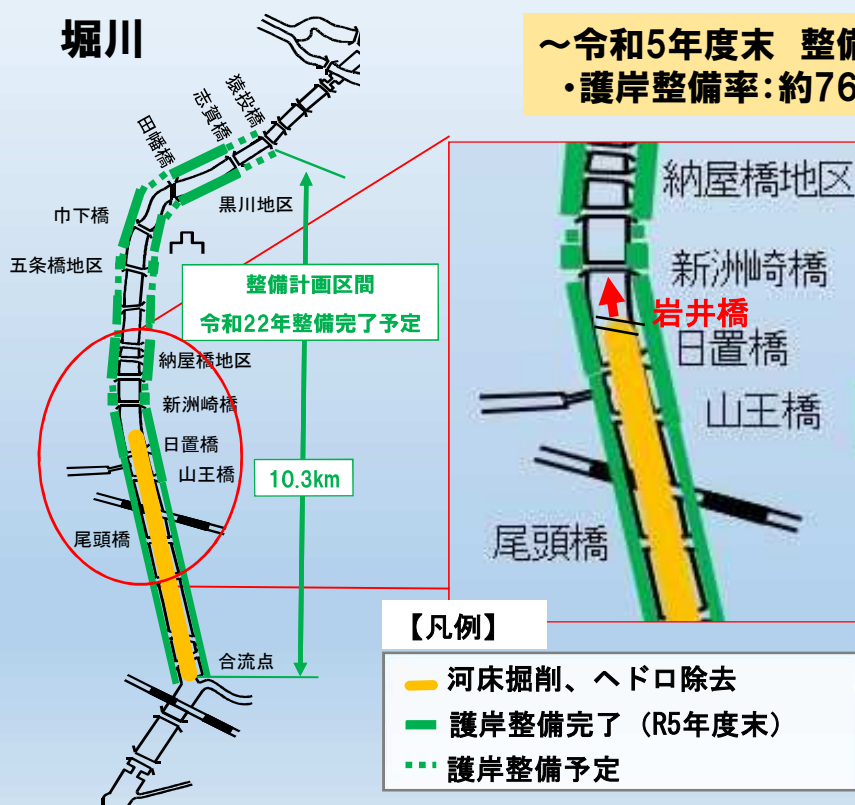 堀川
~令和5年度末 整備
・護岸整備率:約76
猿投橋
志賀橋
田幡橋
黒川地区
巾下橋
五条橋地区
整備計画区間
令和22年整備完了予定
納屋橋地区
新洲崎橋
日置橋
山王橋
10.3km
尾頭橋
合流点
納屋橋地区
新洲崎橋
岩井橋
日置橋
山王橋
尾頭橋
【凡例】
河床掘削、ヘドロ除去
護岸整備完了(R5年度末)
護岸整備予定